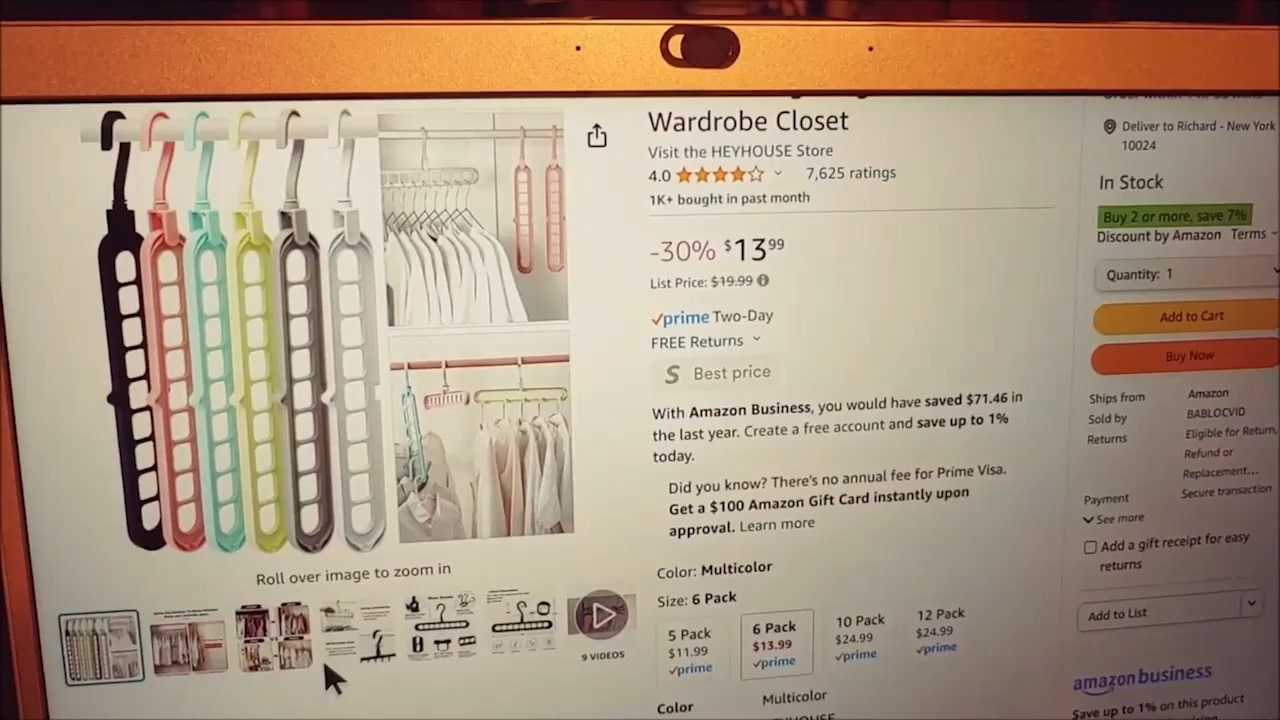 Wardrobe Closet
Visit the HEYHOUSE Store
4.0
7,625 ratings
1K+ bought in past month
-30% $13 99
List Price: $19.99
prime Two-Day
FREE Returns
S Best price
With Amazon Business, you would have saved $71.46 in
the last year. Create a free account and save up to 1%
today.
Did you know? There's no annual fee for Prime Visa.
Get a $100 Amazon Gift Card instantly upon
approval. Learn more
Color: Multicolor
Size: 6 Pack
5 Pack
$11.99
prime
6 Pack
$13.99
prime
10 Pack
$24.99
prime
12 Pack
$24.99
prime
Color Multicolor
HEYHOUSE
Roll over image to zoom in
9 VIDEOS
Deliver to Richard - New York
10024
In Stock
Buy 2 or more, save 7%
Discount by Amazon Terms
Quantity: 1
Add to Cart
Buy Now
Ships from Amazon
Sold by BABLOCVID
Returns Eligible for Return,
Refund or
Replacement...
Payment Secure transaction
See more
Add a gift receipt for easy
returns
Add to List
amazon business
Save up to 1% on this product